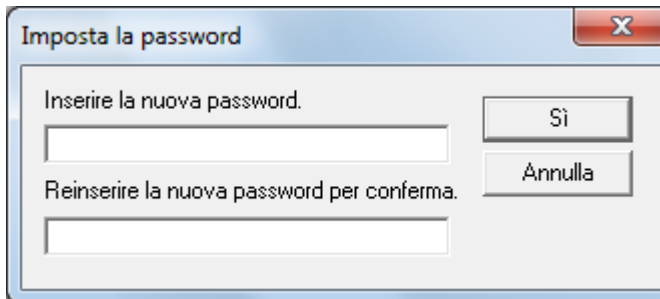 Imposta la password
Inserire la nuova password.
Sì
Annulla
Reinserire la nuova password per conferma.